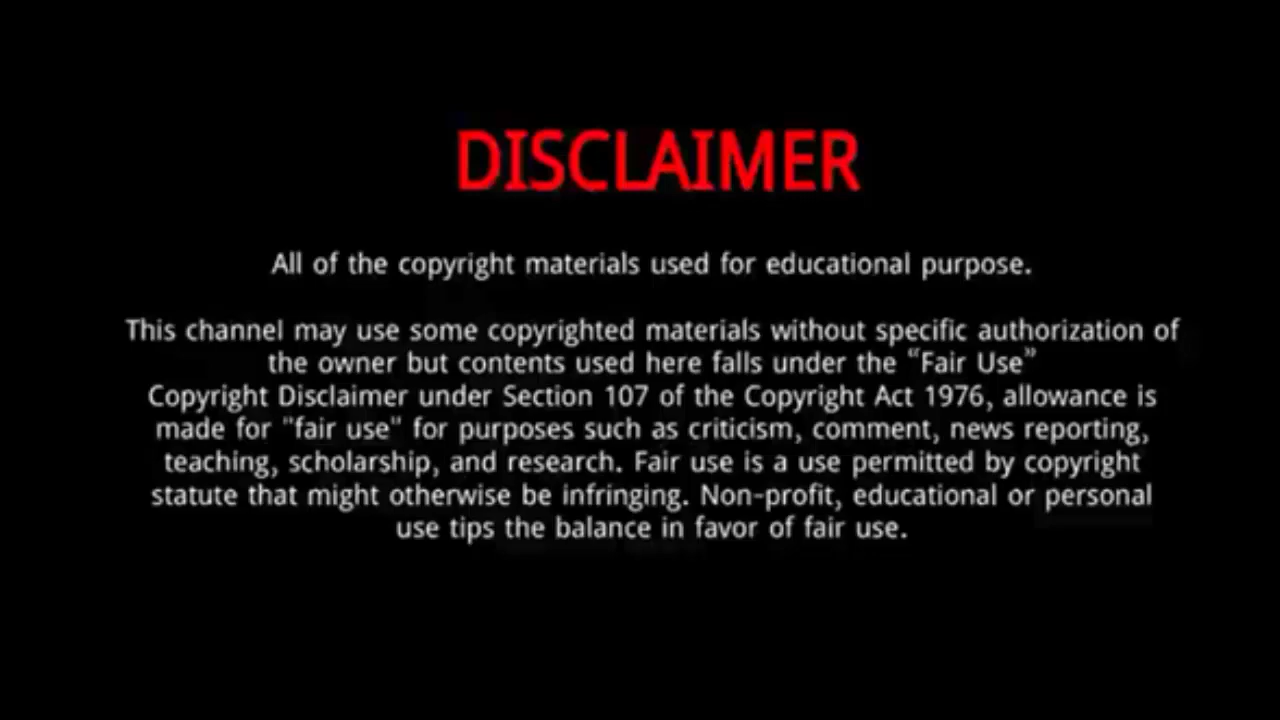 DISCLAIMER
All of the copyright materials used for educational purpose.
This channel may use some copyrighted materials without specific authorization of
the owner but contents used here falls under the “Fair Use”
Copyright Disclaimer under Section 107 of the Copyright Act 1976, allowance is
made for "fair use" for purposes such as criticism, comment, news reporting,
teaching, scholarship, and research. Fair use is a use permitted by copyright
statute that might otherwise be infringing. Non-profit, educational or personal
use tips the balance in favor of fair use.